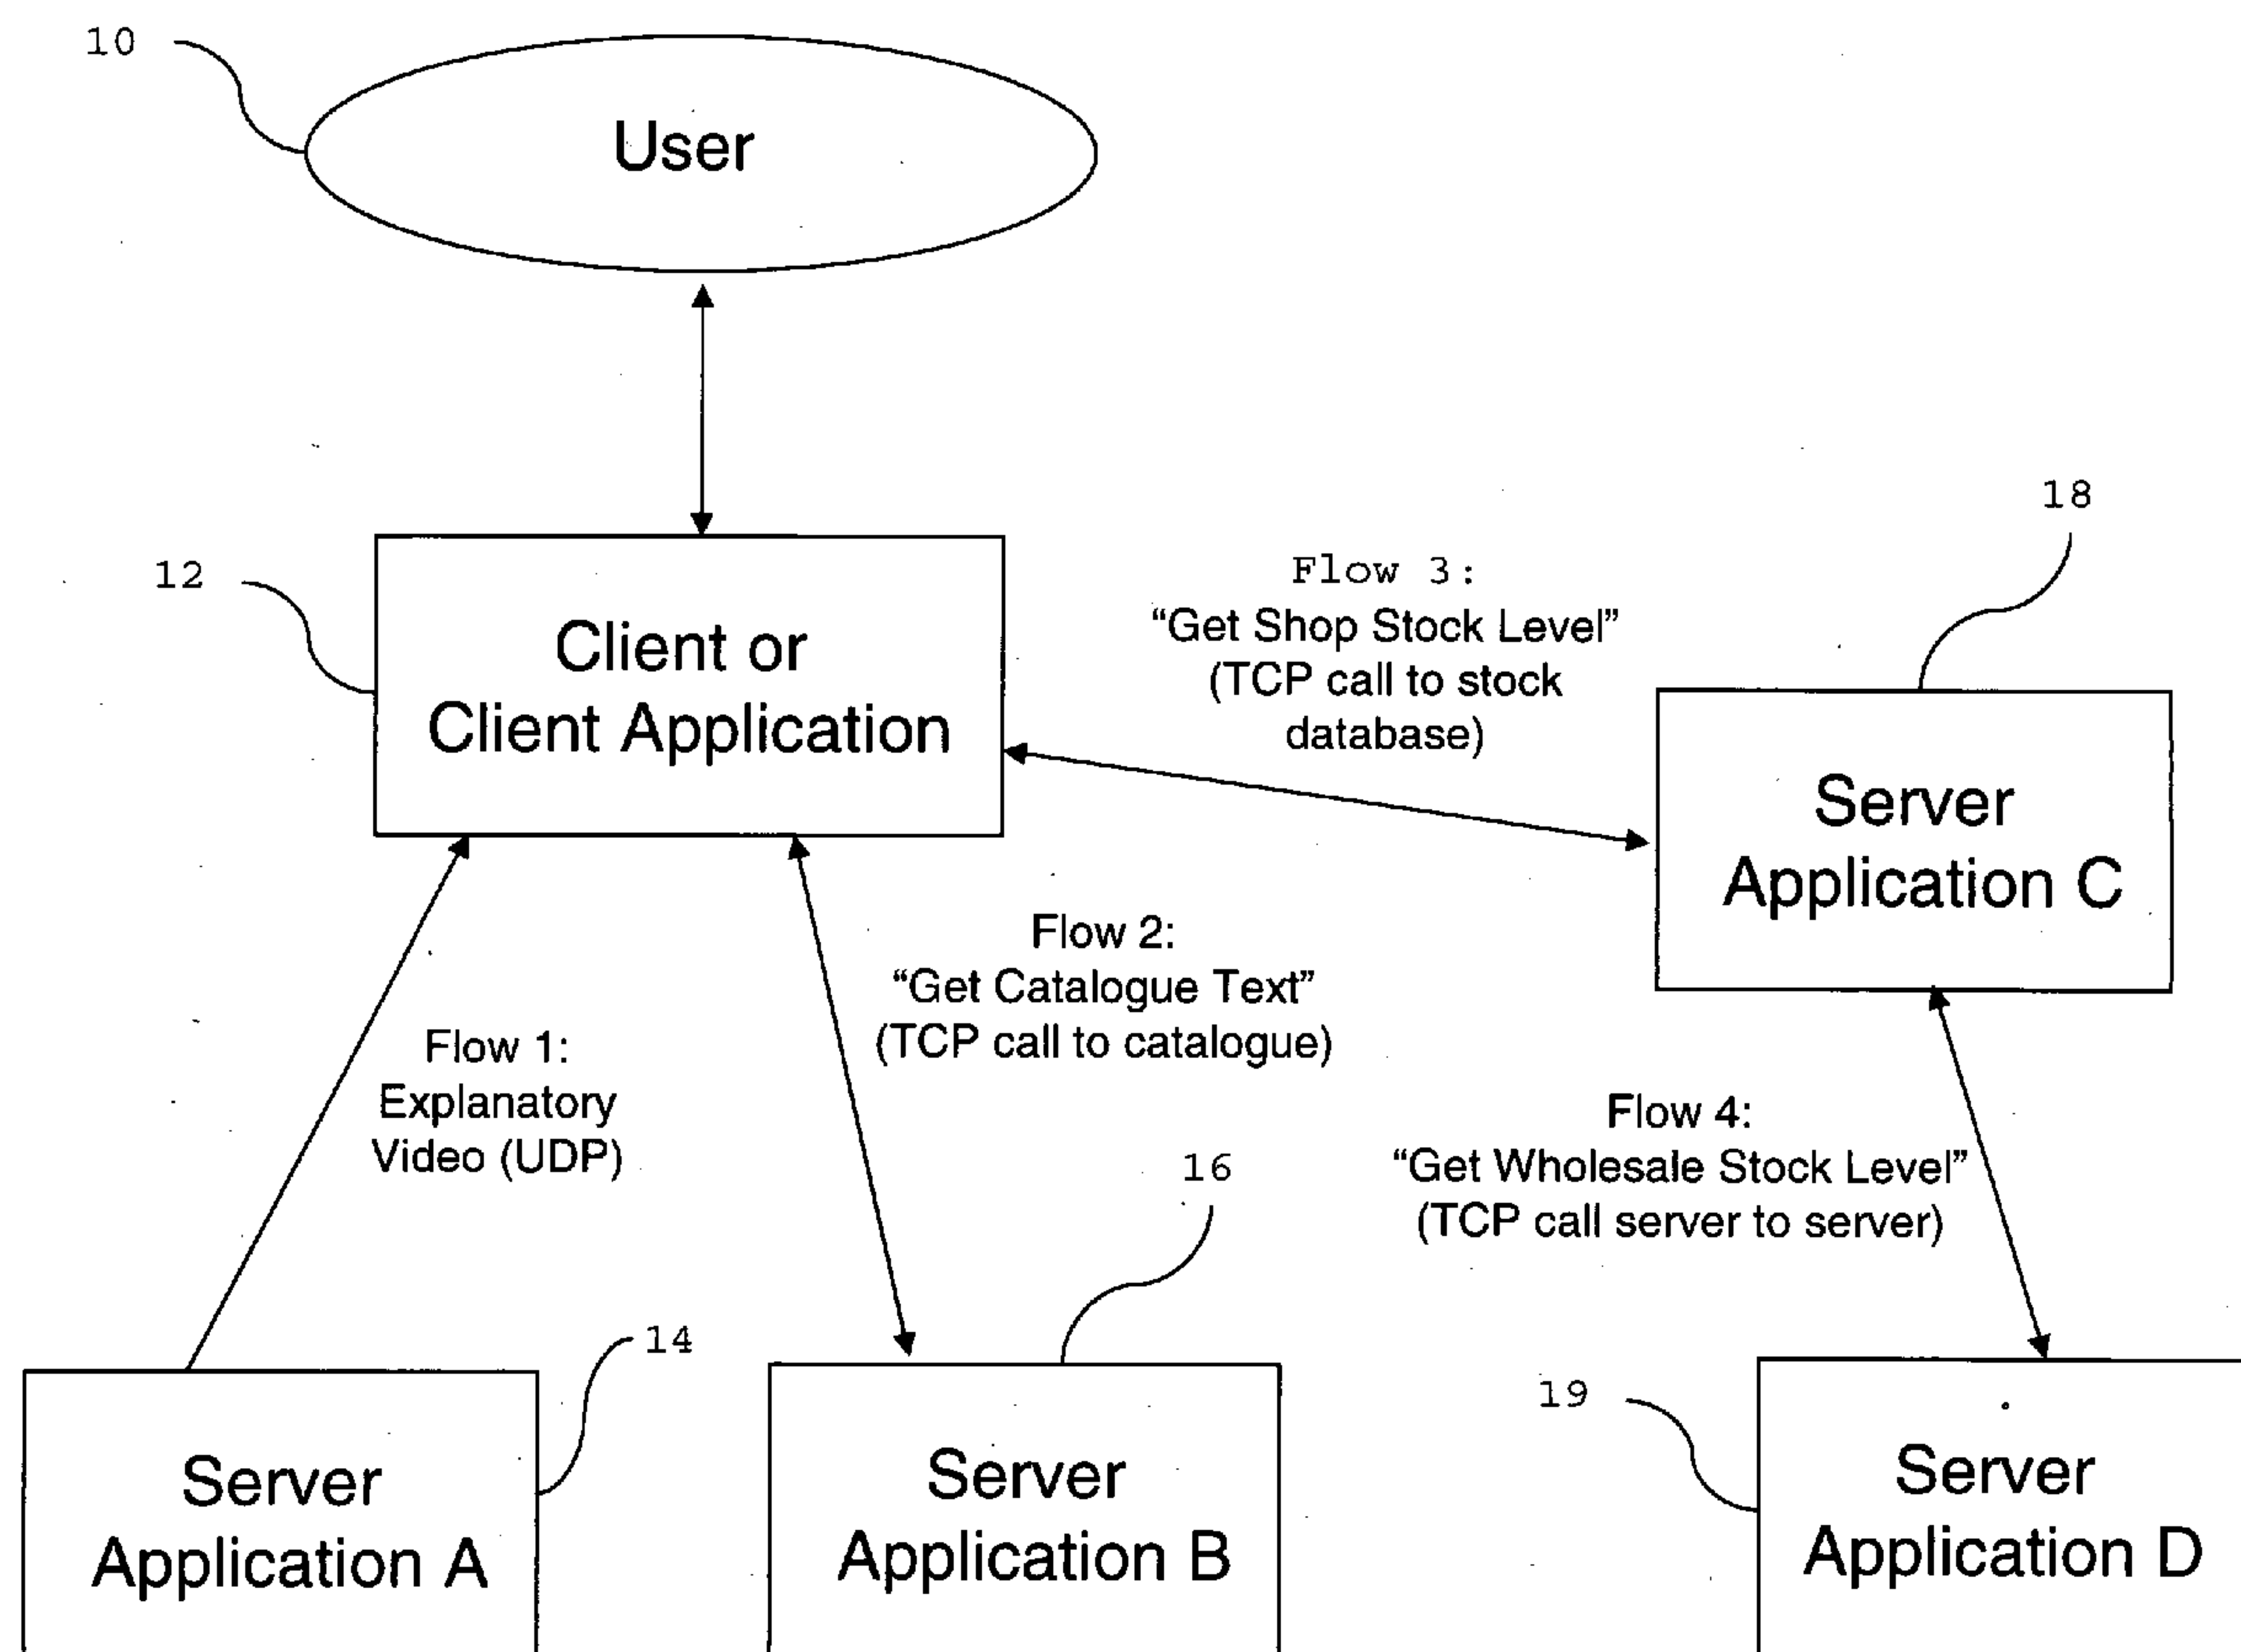 10
User
12
Client or
Client Application
Flow 3:
“Get Shop Stock Level”
(TCP call to stock
database)
18
Server
Application C
Flow 1:
Explanatory
Video (UDP)
Flow 2:
“Get Catalogue Text”
(TCP call to catalogue)
Flow 4:
“Get Wholesale Stock Level”
(TCP call server to server)
14
Server
Application A
16
Server
Application B
19
Server
Application D